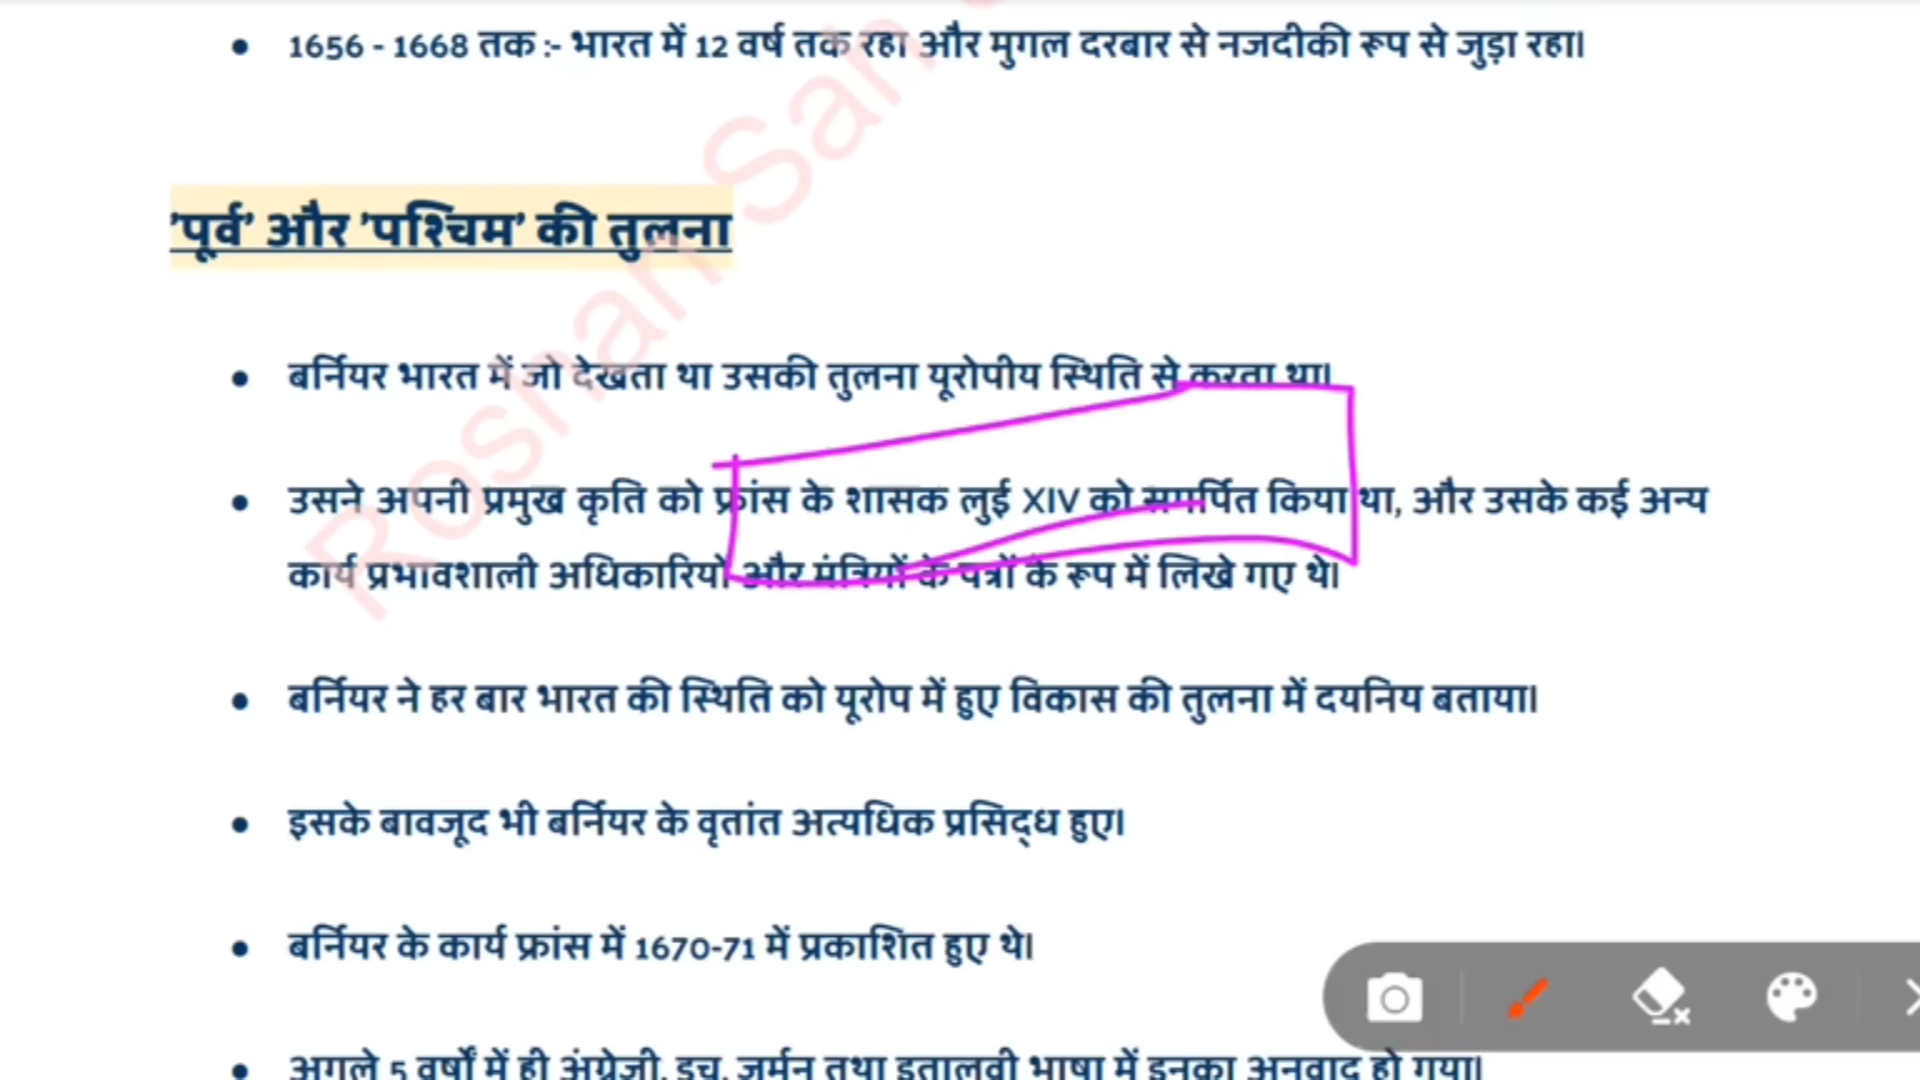 • 1656 - 1668 तक :- भारत में 12 वर्ष तक रहा और मुगल दरबार से नजदीकी रूप से जुड़ा रहा।
'पूर्व' और 'पश्चिम' की तुलना
• बर्नियर भारत में जो देखता था उसकी तुलना यूरोपीय स्थिति से करता था।
• उसने अपनी प्रमुख कृति को फ्रांस के शासक लुई XIV को समर्पित किया था, और उसके कई अन्य
कार्य प्रभावशाली अधिकारियों और मंत्रियों के पत्रों के रूप में लिखे गए थे।
• बर्नियर ने हर बार भारत की स्थिति को यूरोप में हुए विकास की तुलना में दयनिय बताया।
• इसके बावजूद भी बर्नियर के वृतांत अत्यधिक प्रसिद्ध हुए।
• बर्नियर के कार्य फ्रांस में 1670-71 में प्रकाशित हुए थे।
• अगले 5 वर्षों में ही अंग्रेजी, डच, जर्मन तथा इतालवी भाषा में इनका अनुवाद हो गया।
Roshan Sah